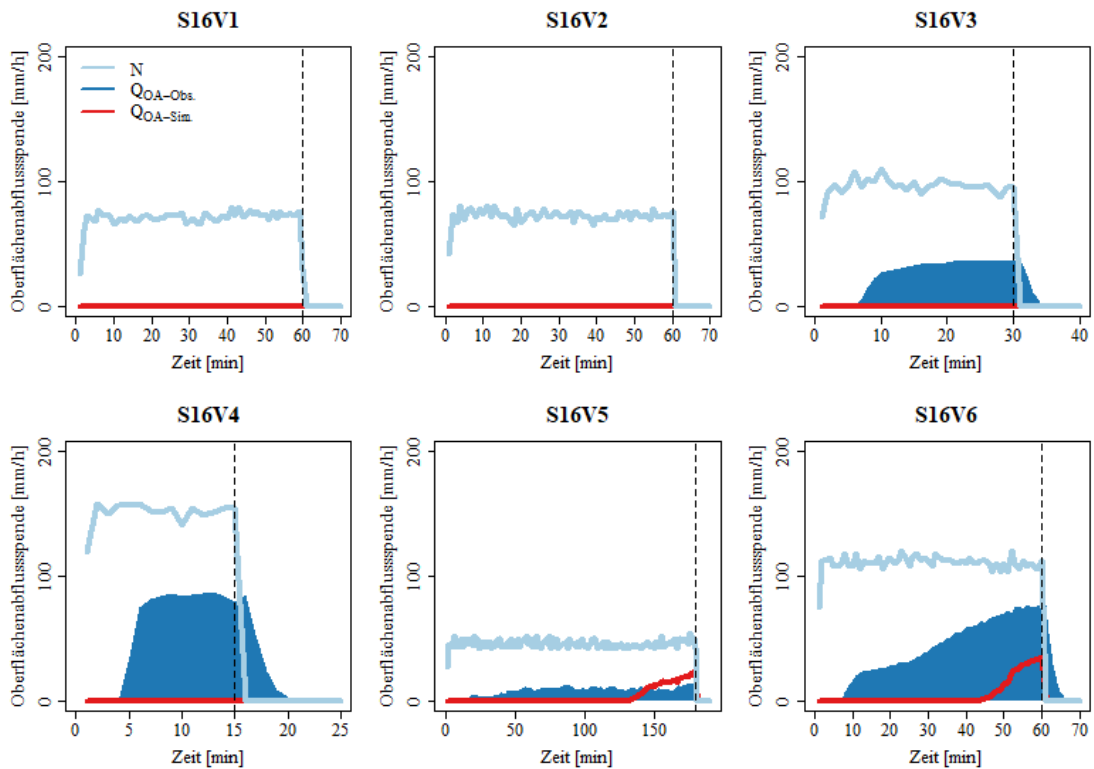 S16V1
S16V2
S16V3
Oberflächenabflussspende [mm/h]
200
100
0
N
QOA–Obs.
QOA–Sim.
0 10 20 30 40 50 60 70
Zeit [min]
Oberflächenabflussspende [mm/h]
200
100
0
0 10 20 30 40 50 60 70
Zeit [min]
Oberflächenabflussspende [mm/h]
200
100
0
0 10 20 30 40
Zeit [min]
S16V4
S16V5
S16V6
Oberflächenabflussspende [mm/h]
200
100
0
0 5 10 15 20 25
Zeit [min]
Oberflächenabflussspende [mm/h]
200
100
0
0 50 100 150
Zeit [min]
Oberflächenabflussspende [mm/h]
200
100
0
0 10 20 30 40 50 60 70
Zeit [min]